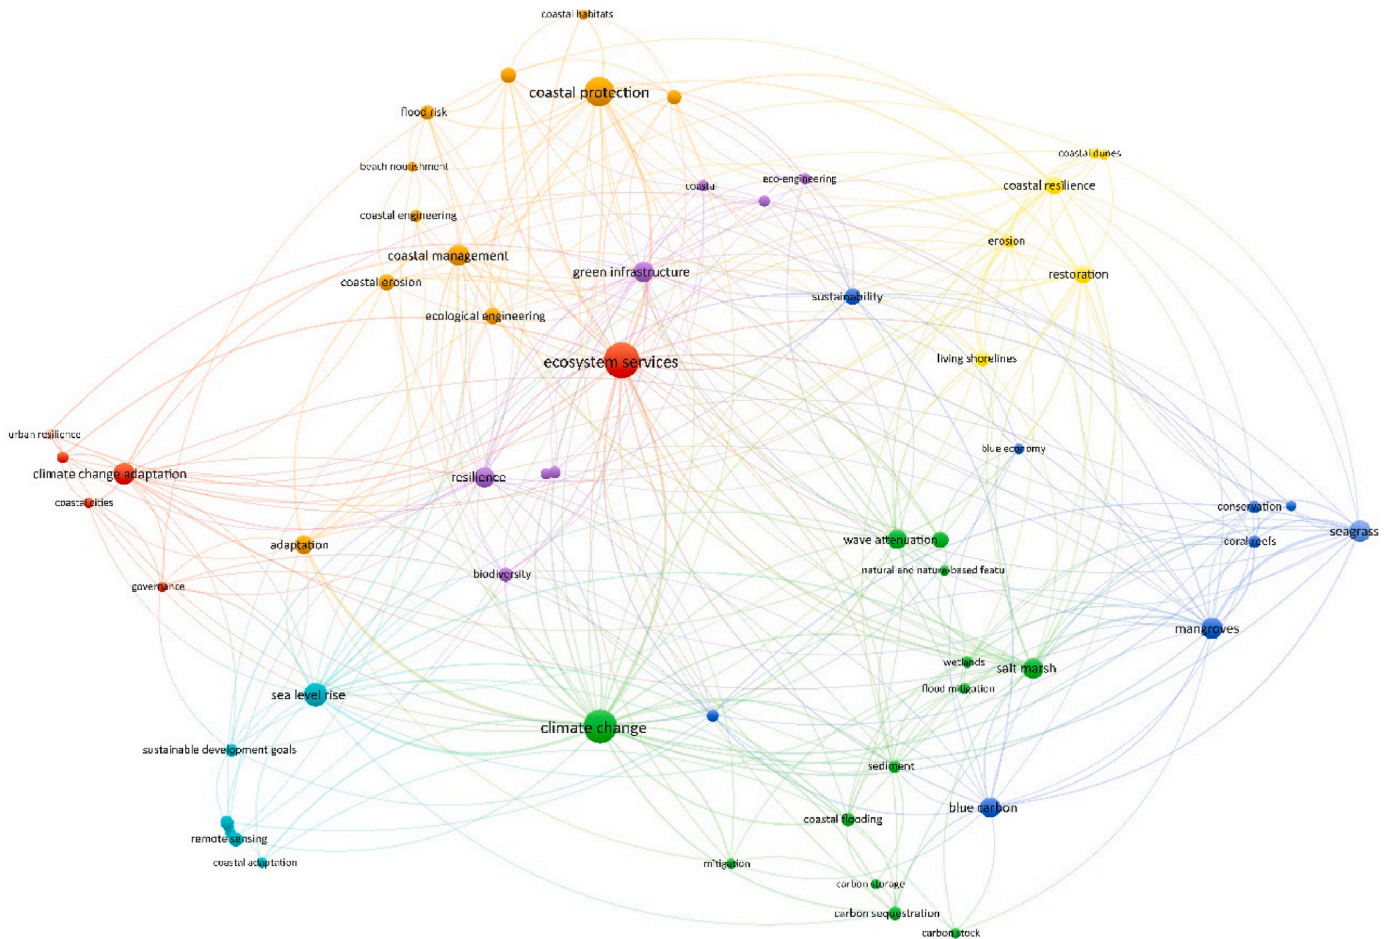 coastal habitats
coastal protection
flood risk
coastal dunes
beach nourishment
coastal
eco-engineering
coastal resilience
coastal engineering
erosion
coastal management
green infrastructure
restoration
coastal erosion
sustainability
ecological engineering
living shorelines
ecosystem services
urban resilience
blue economy
climate change adaptation
resilience
coastal cities
conservation
seagrass
wave attenuation
coral reefs
adaptation
natural and nature-based featu
biodiversity
governance
mangroves
wetlands
salt marsh
flood mitigation
sea level rise
climate change
sustainable development goals
sediment
blue carbon
coastal flooding
remote sensing
coastal adaptation
mitigation
carbon storage
carbon sequestration
carbon stock